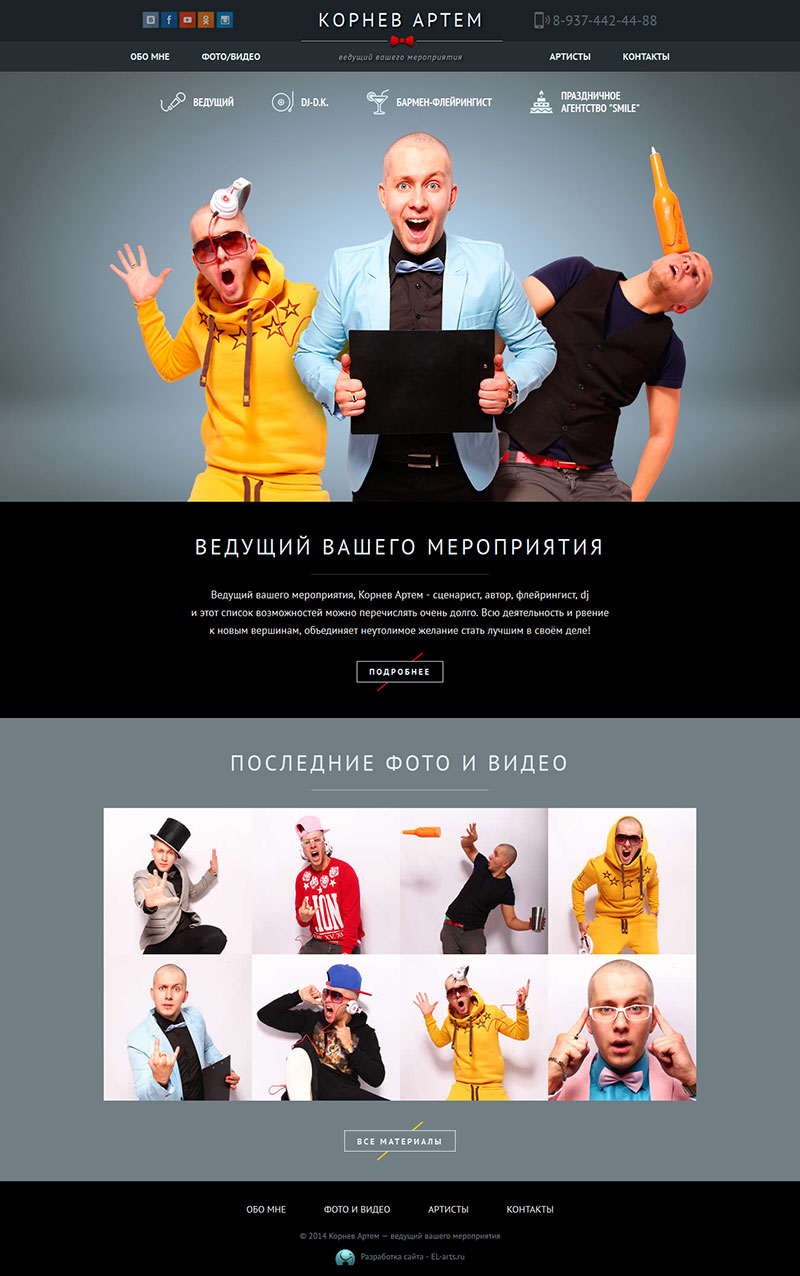 КОРНЕВ АРТЕМ
8-937-442-44-88
ОБО МНЕ
ФОТО/ВИДЕО
ведущий вашего мероприятия
АРТИСТЫ
КОНТАКТЫ
ВЕДУЩИЙ
DJ-D.K.
БАРМЕН-ФЛЕЙРИНГИСТ
ПРАЗДНИЧНОЕ
АГЕНТСТВО "SMILE"
ВЕДУЩИЙ ВАШЕГО МЕРОПРИЯТИЯ
Ведущий вашего мероприятия, Корнев Артем - сценарист, автор, флейрингист, dj
и этот список возможностей можно перечислять очень долго. Всю деятельность и рвение
к новым вершинам, объединяет неутолимое желание стать лучшим в своём деле!
ПОДРОБНЕЕ
ПОСЛЕДНИЕ ФОТО И ВИДЕО
ВСЕ МАТЕРИАЛЫ
ОБО МНЕ
ФОТО И ВИДЕО
АРТИСТЫ
КОНТАКТЫ
© 2014 Корнев Артем — ведущий вашего мероприятия
Разработка сайта - EL-arts.ru